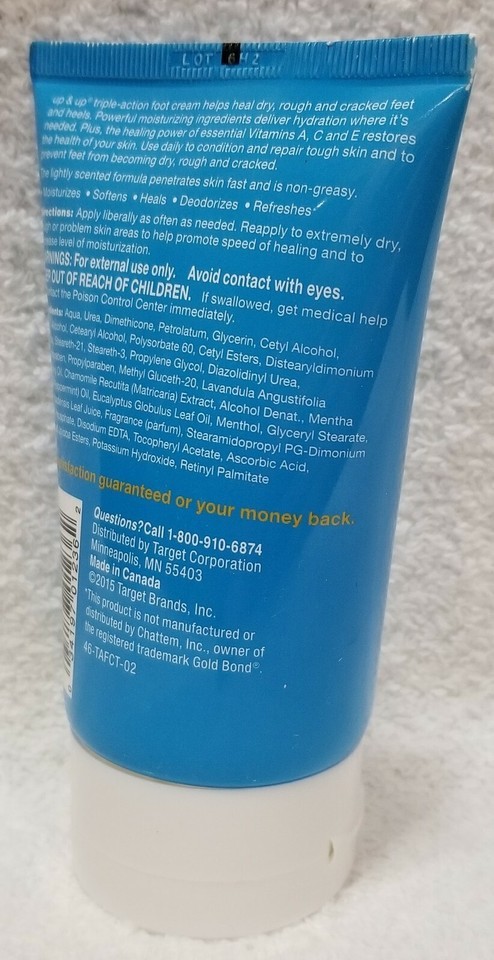 LOT 642
up & up® triple-action foot cream helps heal dry, rough and cracked feet
and heels. Powerful moisturizing ingredients deliver hydration where it's
needed. Plus, the healing power of essential Vitamins A, C and E restores
the health of your skin. Use daily to condition and repair tough skin and to
prevent feet from becoming dry, rough and cracked.
The lightly scented formula penetrates skin fast and is non-greasy.
Moisturizes • Softens • Heals • Deodorizes • Refreshes
Apply liberally as often as needed. Reapply to extremely dry,
or problem skin areas to help promote speed of healing and to
level of moisturization.
For external use only. Avoid contact with eyes.
OUT OF REACH OF CHILDREN. If swallowed, get medical help
the Poison Control Center immediately.
Aqua, Urea, Dimethicone, Petrolatum, Glycerin, Cetyl Alcohol,
Cetearyl Alcohol, Polysorbate 60, Cetyl Esters, Distearyldimonium
Steareth-21, Steareth-3, Propylene Glycol, Diazolidinyl Urea,
Propylparaben, Methyl Gluceth-20, Lavandula Angustifolia
Oil, Chamomile Recutita (Matricaria) Extract, Alcohol Denat., Mentha
Oil, Eucalyptus Globulus Leaf Oil, Menthol, Glyceryl Stearate,
Leaf Juice, Fragrance (parfum), Stearamidopropyl PG-Dimonium
Disodium EDTA, Tocopheryl Acetate, Ascorbic Acid,
Esters, Potassium Hydroxide, Retinyl Palmitate
guaranteed or your money back.
Questions?Call 1-800-910-6874
Distributed by Target Corporation
Minneapolis, MN 55403
Made in Canada
©2015 Target Brands, Inc.
*This product is not manufactured or
distributed by Chattem, Inc., owner of
the registered trademark Gold Bond®.
46-TAFCT-02